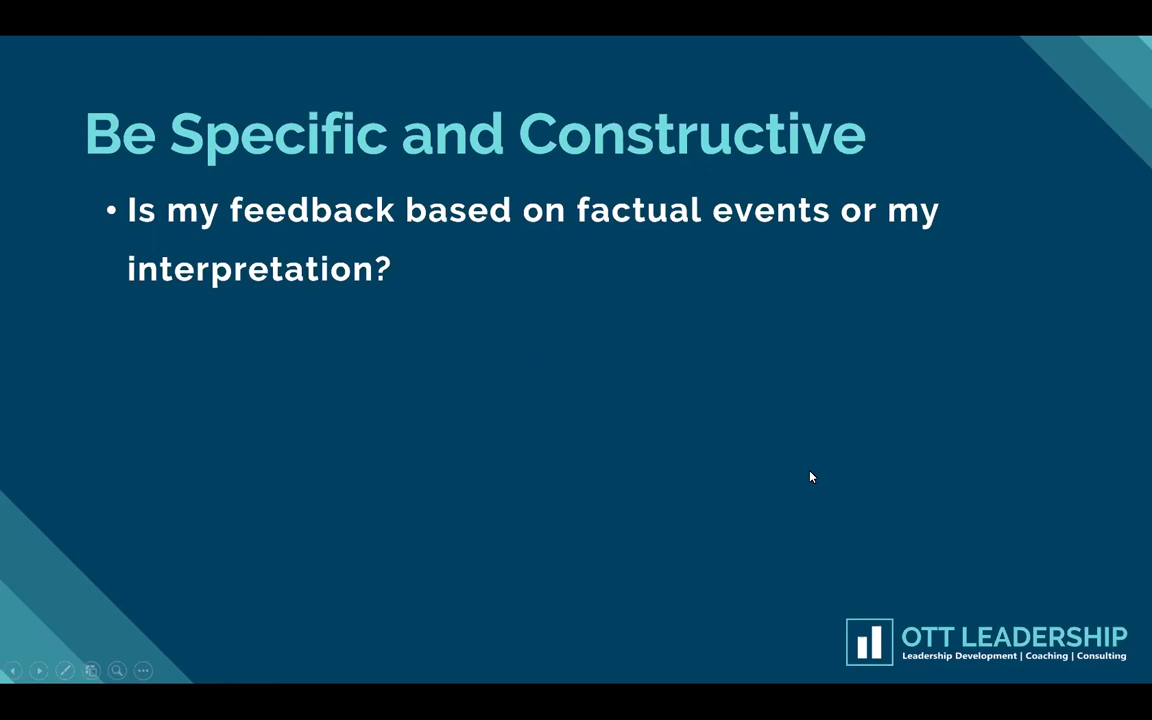 Be Specific and Constructive
• Is my feedback based on factual events or my
interpretation?
OTT LEADERSHIP
Leadership Development | Coaching | Consulting